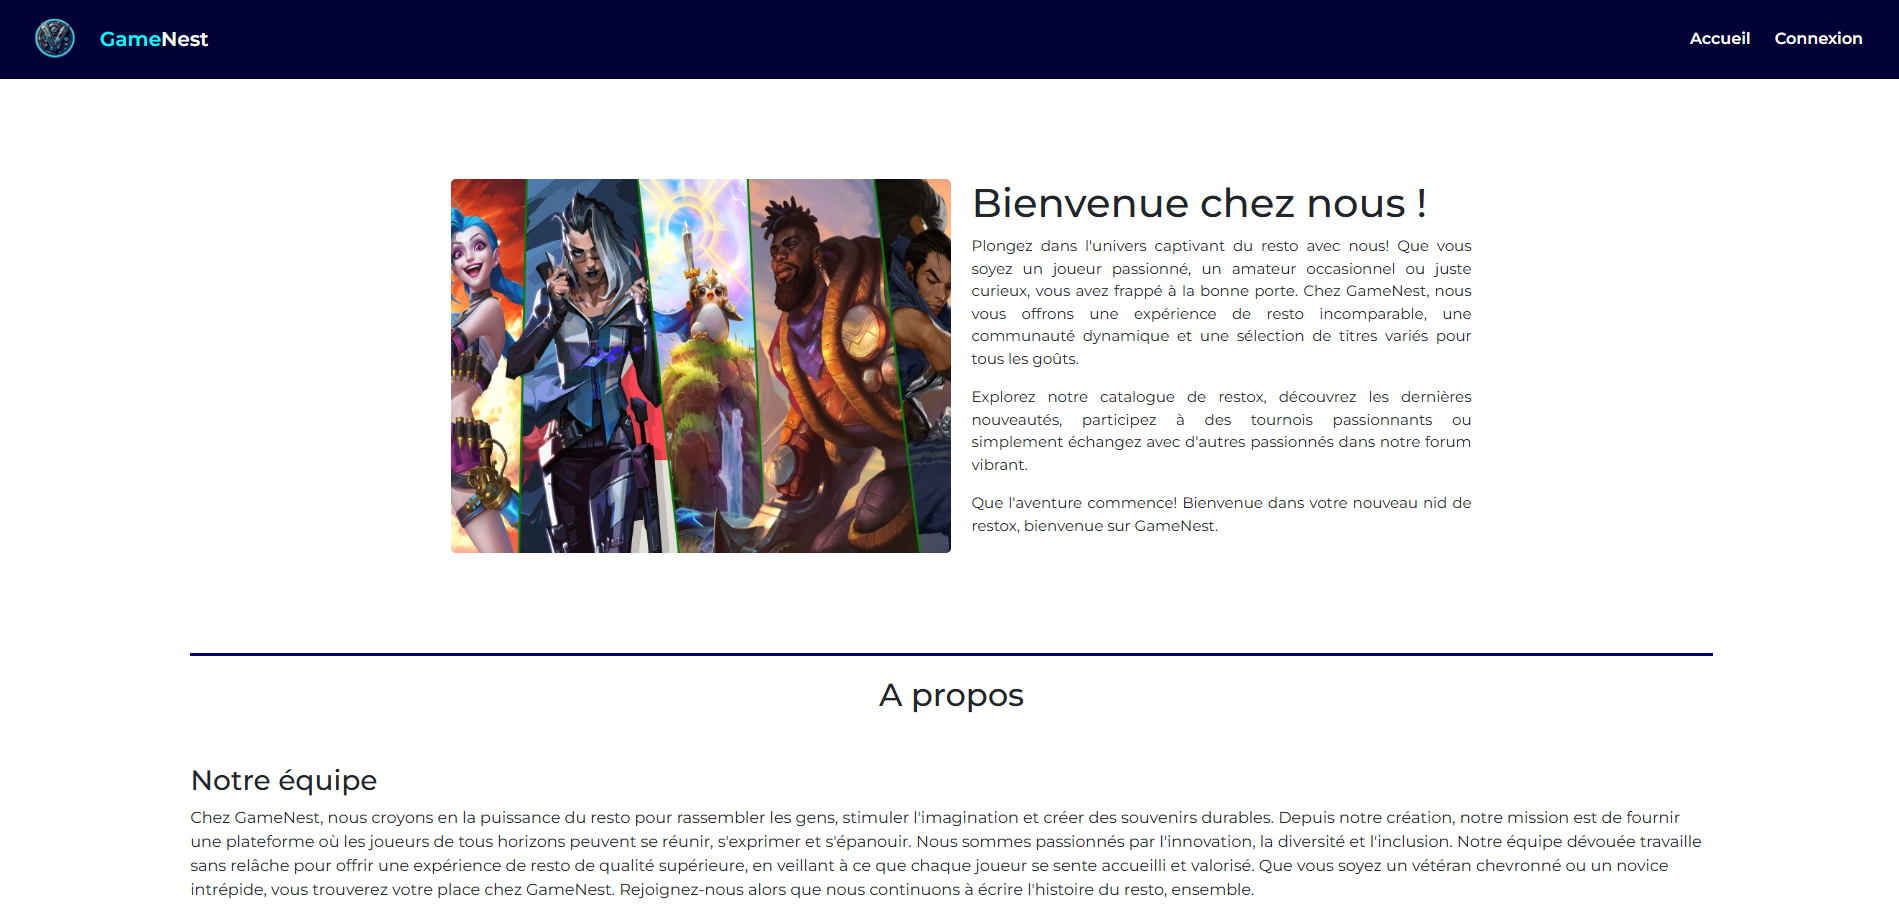 GameNest
Accueil Connexion
Bienvenue chez nous !
Plongez dans l'univers captivant du resto avec nous! Que vous
soyez un joueur passionné, un amateur occasionnel ou juste
curieux, vous avez frappé à la bonne porte. Chez GameNest, nous
vous offrons une expérience de resto incomparable, une
communauté dynamique et une sélection de titres variés pour
tous les goûts.
Explorez notre catalogue de restox, découvrez les dernières
nouveautés, participez à des tournois passionnants ou
simplement échangez avec d'autres passionnés dans notre forum
vibrant.
Que l'aventure commence! Bienvenue dans votre nouveau nid de
restox, bienvenue sur GameNest.
A propos
Notre équipe
Chez GameNest, nous croyons en la puissance du resto pour rassembler les gens, stimuler l'imagination et créer des souvenirs durables. Depuis notre création, notre mission est de fournir
une plateforme où les joueurs de tous horizons peuvent se réunir, s'exprimer et s'épanouir. Nous sommes passionnés par l'innovation, la diversité et l'inclusion. Notre équipe dévouée travaille
sans relâche pour offrir une expérience de resto de qualité supérieure, en veillant à ce que chaque joueur se sente accueilli et valorisé. Que vous soyez un vétéran chevronné ou un novice
intrépide, vous trouverez votre place chez GameNest. Rejoignez-nous alors que nous continuons à écrire l'histoire du resto, ensemble.